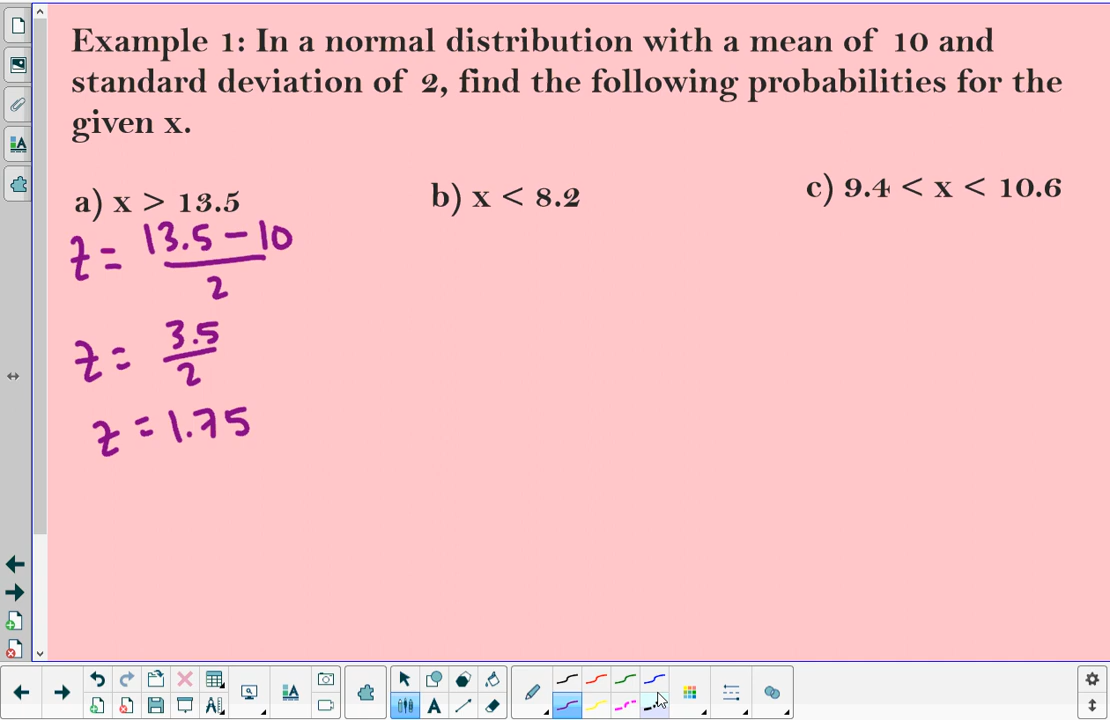 Example 1: In a normal distribution with a mean of 10 and
standard deviation of 2, find the following probabilities for the
given x.
a) x > 13.5
b) x < 8.2
c) 9.4 < x < 10.6
z = 13.5 - 10
2
z = 3.5
2
z = 1.75